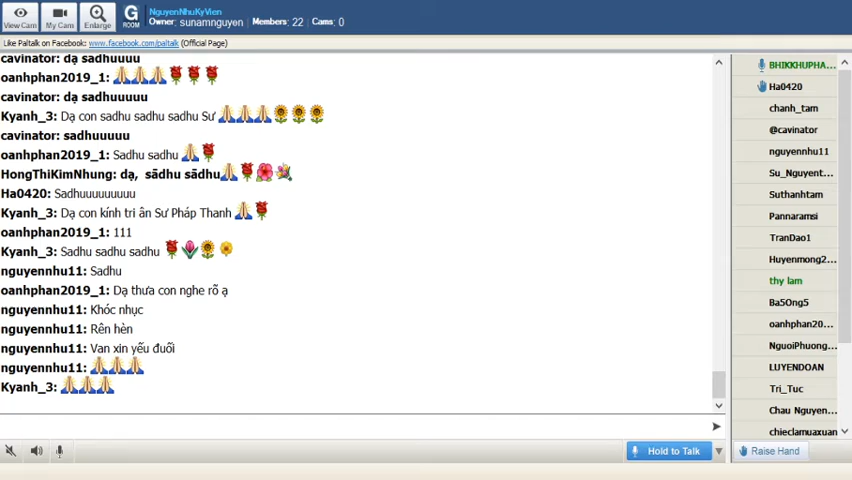 View Cam
My Cams
Enlarge
G
ROOM
NguyenNhuKyVien
Owner: sunamnguyen Members: 22 Cams: 0
Like Paltalk on Facebook: www.facebook.com/paltalk (Official Page)
cavinator: dạ sadhuuuu
oanhphan2019_1: 🙏🙏🙏🌹🌹🌹
cavinator: dạ sadhuuuuu
Kyanh_3: Dạ con sadhu sadhu sadhu Sư 🙏🙏🙏🌻🌻🌻
cavinator: sadhuuuuu
oanhphan2019_1: Sadhu sadhu 🙏🌹
HongThiKimNhung: dạ, sādhu sādhu🙏🌹🌺💐
Ha0420: Sadhuuuuuuuuu
Kyanh_3: Dạ con kính tri ân Sư Pháp Thanh 🙏🌹
oanhphan2019_1: 111
Kyanh_3: Sadhu sadhu sadhu 🌹🌷🌻🌼
nguyennhu11: Sadhu
oanhphan2019_1: Dạ thưa con nghe rõ ạ
nguyennhu11: Khóc nhục
nguyennhu11: Rên hèn
nguyennhu11: Van xin yếu đuối
nguyennhu11: 🙏🙏🙏
Kyanh_3: 🙏🙏🙏
Hold to Talk
BHIKKHUPHA...
Ha0420
chanh_tam
@cavinator
nguyennhu11
Su_Nguyent...
Suthanhtam
Pannaramsi
TranDao1
Huyenmong2...
thy lam
Ba5Ong5
oanhphan20...
NguoiPhuong...
LUYENDOAN
Tri_Tuc
Chau Nguyen...
chieclamuaxuan
Raise Hand